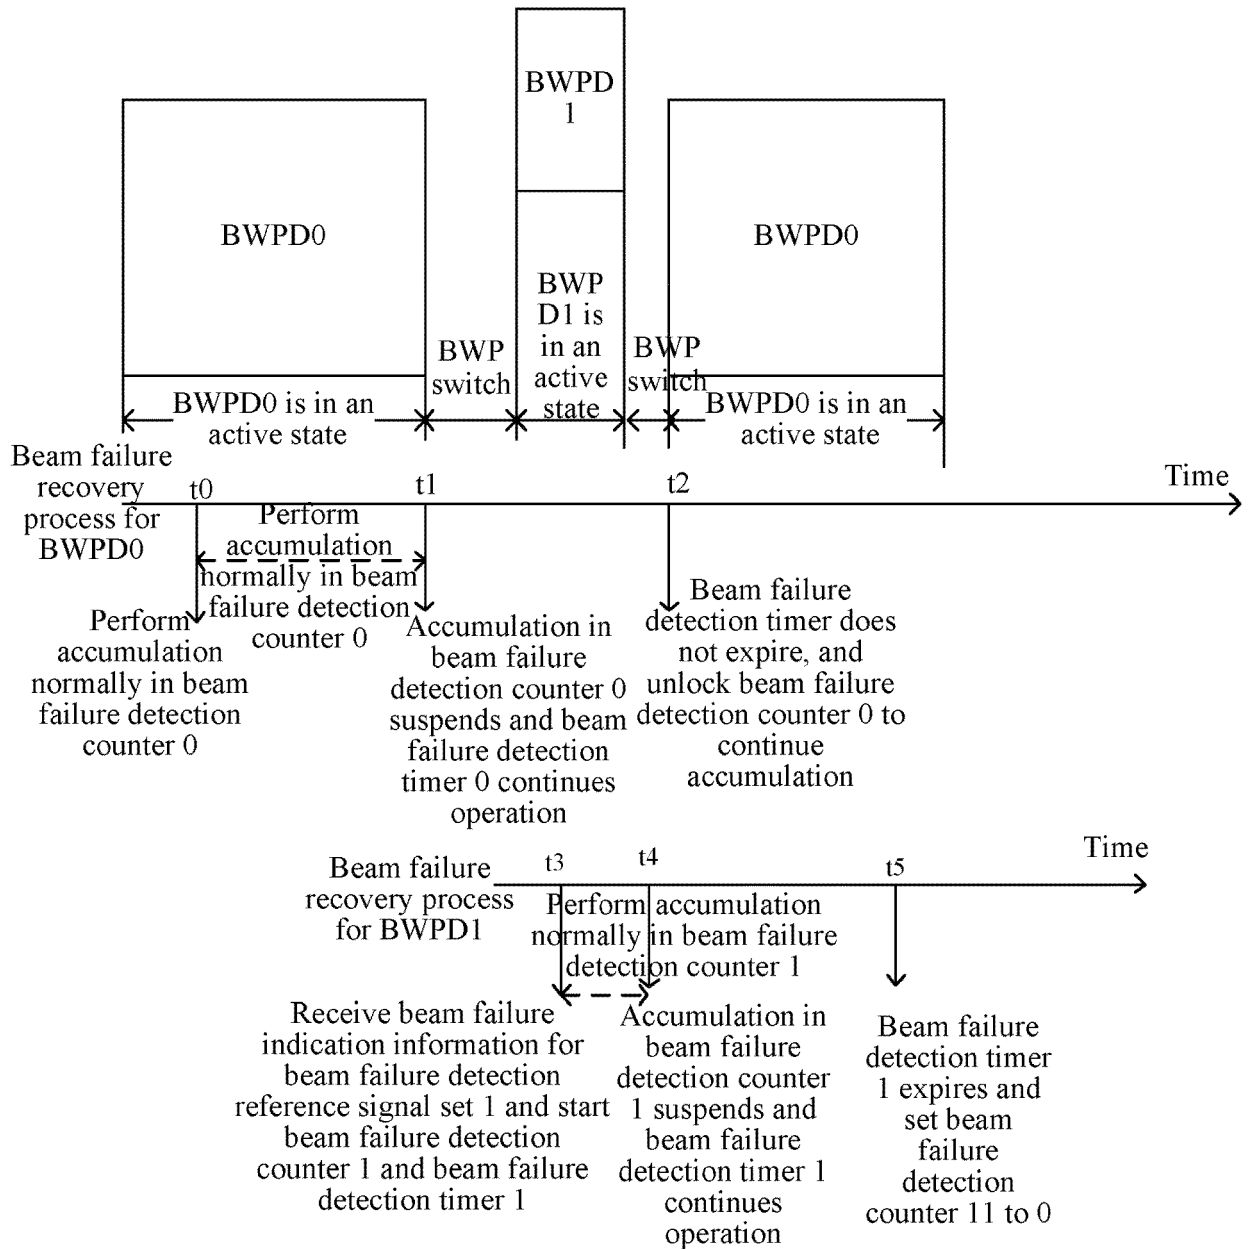 BWPD
1
BWPD0
BWPD0
BWP
D1 is
in an
active
state
BWP
switch
BWP
switch
BWPD0 is in an
active state
BWPD0 is in an
active state
Beam failure
recovery
process for
BWPD0
t0
t1
t2
Time
Perform
accumulation
normally in beam
failure detection
counter 0
Perform
accumulation
normally in beam
failure detection
counter 0
Accumulation in
beam failure
detection counter 0
suspends and beam
failure detection
timer 0 continues
operation
Beam failure
detection timer does
not expire, and
unlock beam failure
detection counter 0 to
continue
accumulation
Beam failure
recovery process
for BWPD1
t3
t4
t5
Time
Perform accumulation
normally in beam failure
detection counter 1
Receive beam failure
indication information for
beam failure detection
reference signal set 1 and start
beam failure detection
counter 1 and beam failure
detection timer 1
Accumulation in
beam failure
detection counter
1 suspends and
beam failure
detection timer 1
continues
operation
Beam failure
detection timer
1 expires and
set beam
failure
detection
counter 11 to 0